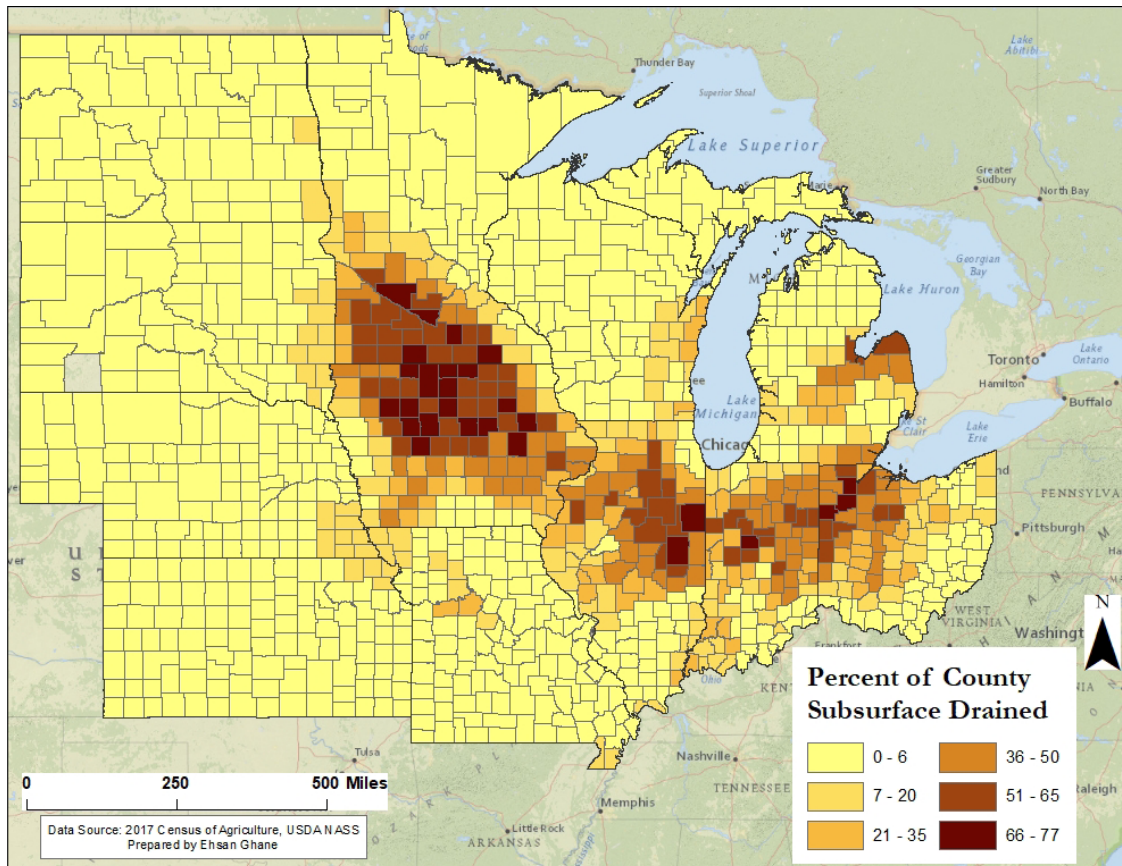 Thunder Bay
Superior Shoal
Lake
Abitibi
Lake Superior
Greater
Sudbury
North Bay
Georgian
Bay
Lake Huron
Toronto
Lake
Ontario
Hamilton
Buffalo
Lake
Michigan
Lake St
Clair
Lake
Erie
Chicag
PENNSYLVA
Pittsburgh
WEST
VIRGINIA
Washingt
Frankfort
Ohio
Nashville
TENNESSEE
Raleigh
Tulsa
Memphis
Little Rock
ARKANSAS
N
Percent of County
Subsurface Drained
0 - 6
36 - 50
7 - 20
51 - 65
21 - 35
66 - 77
0 250 500 Miles
Data Source: 2017 Census of Agriculture, USDA NASS
Prepared by Ehsan Ghane